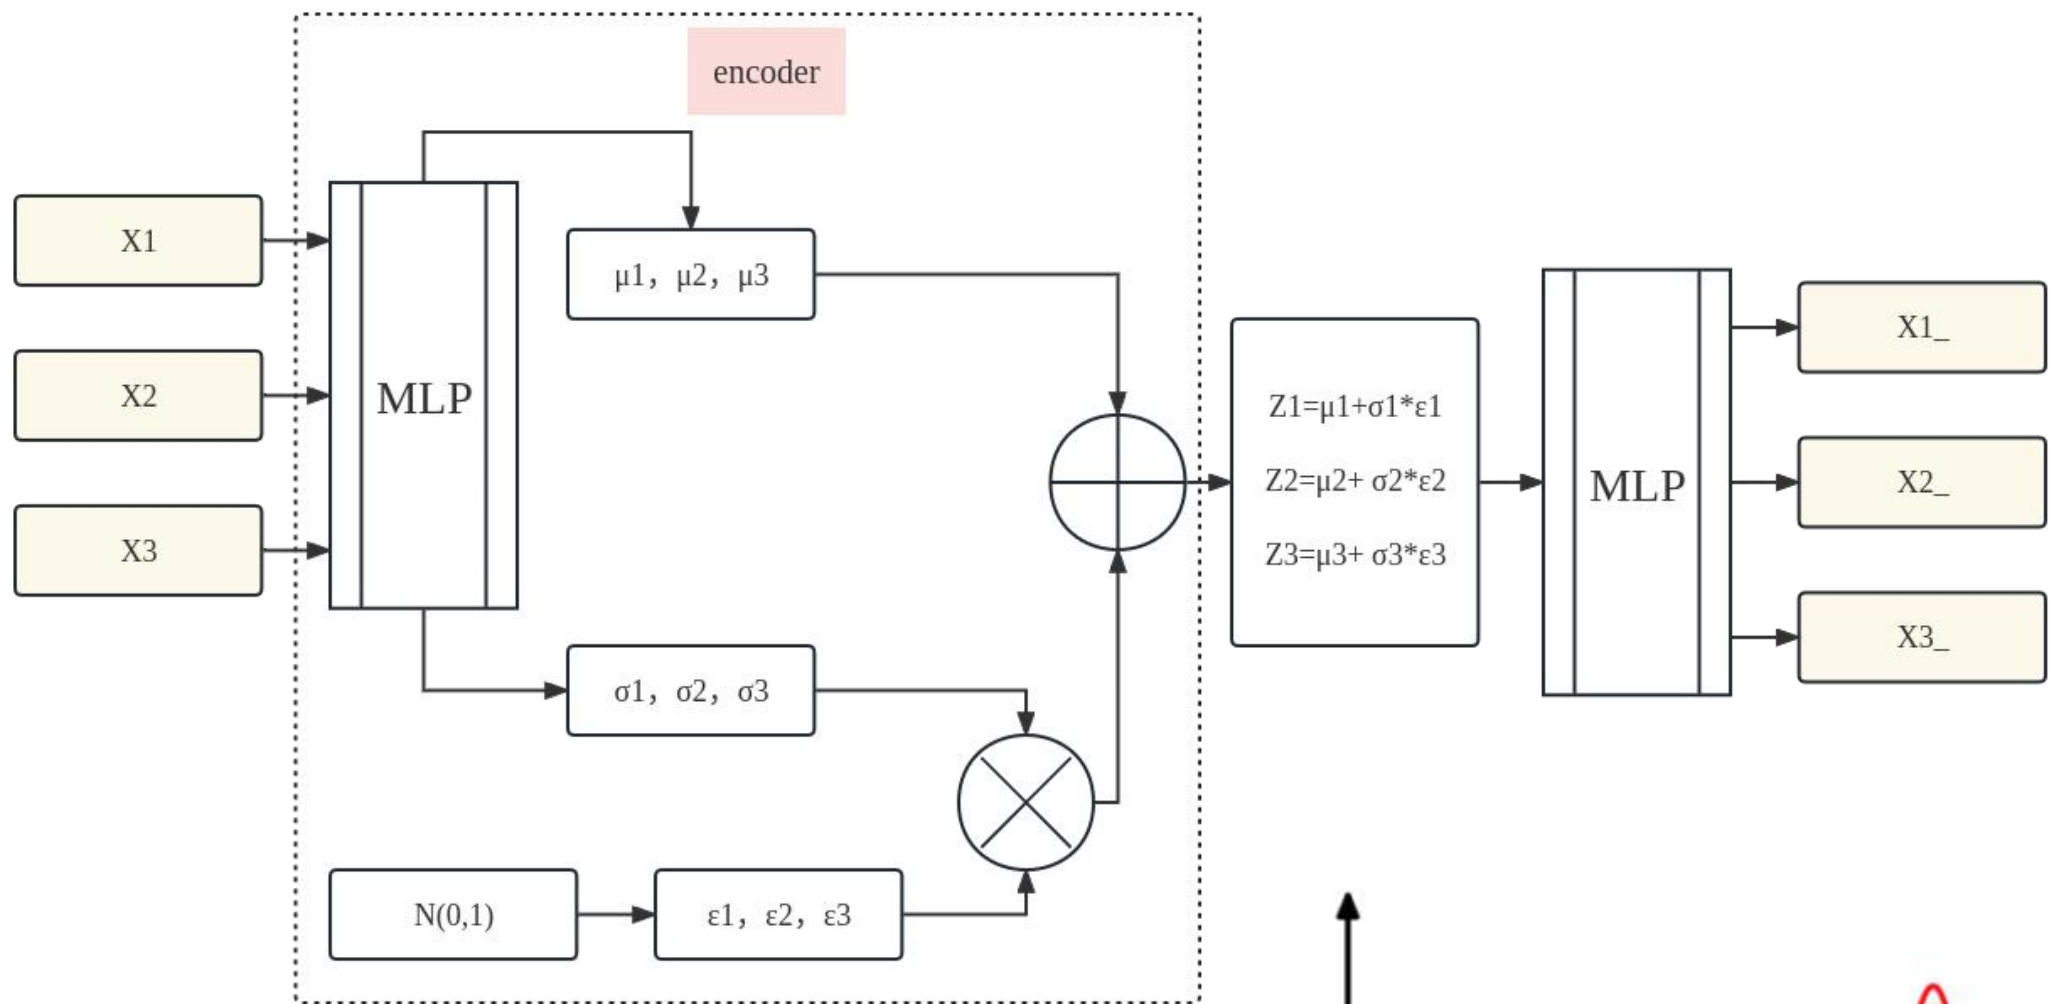 encoder
X1
X2
X3
MLP
μ1，μ2，μ3
σ1，σ2，σ3
N(0,1)
ε1，ε2，ε3
Z1=μ1+σ1*ε1
Z2=μ2+ σ2*ε2
Z3=μ3+ σ3*ε3
MLP
X1_
X2_
X3_